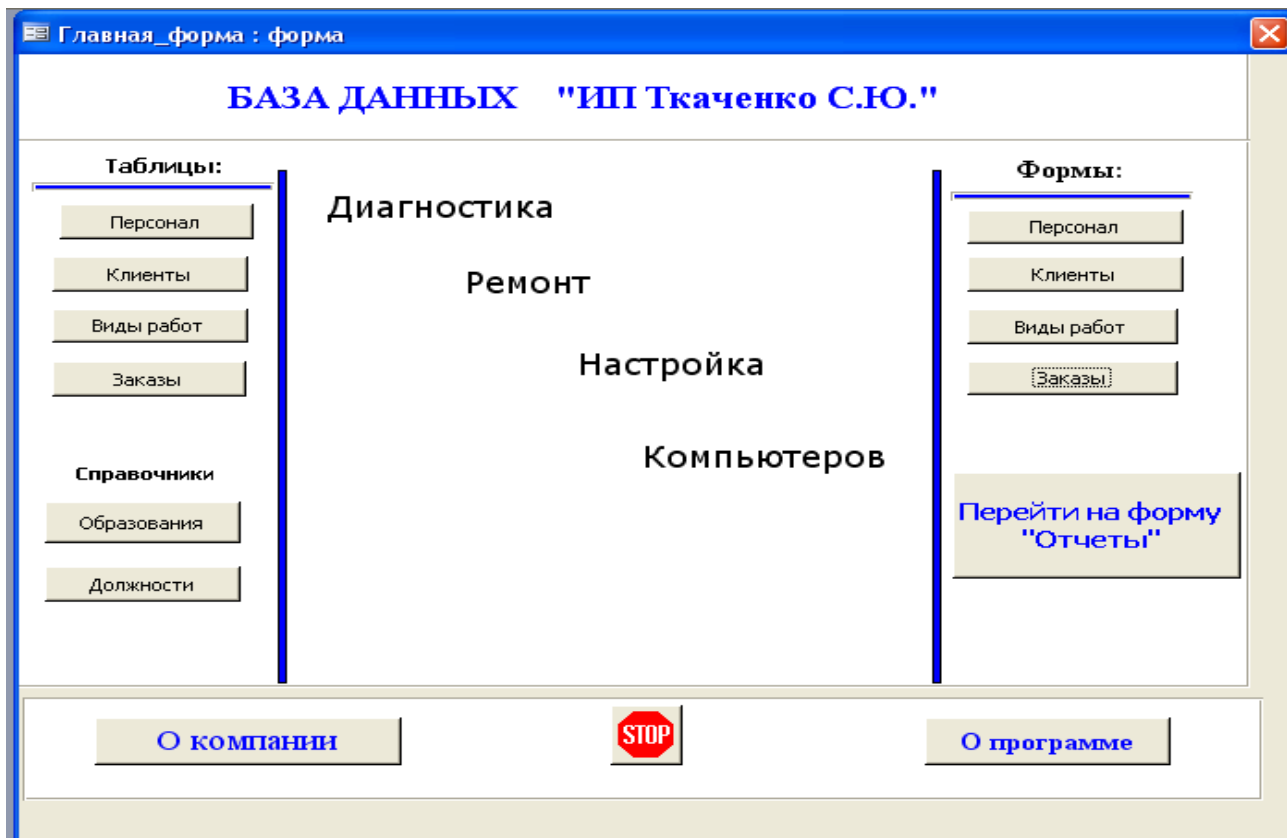 Главная_форма : форма
БАЗА ДАННЫХ "ИП Ткаченко С.Ю."
Таблицы:
Персонал
Клиенты
Виды работ
Заказы
Справочники
Образования
Должности
Диагностика
Ремонт
Настройка
Компьютеров
Формы:
Персонал
Клиенты
Виды работ
Заказы
Перейти на форму
"Отчеты"
О компании
STOP
О программе